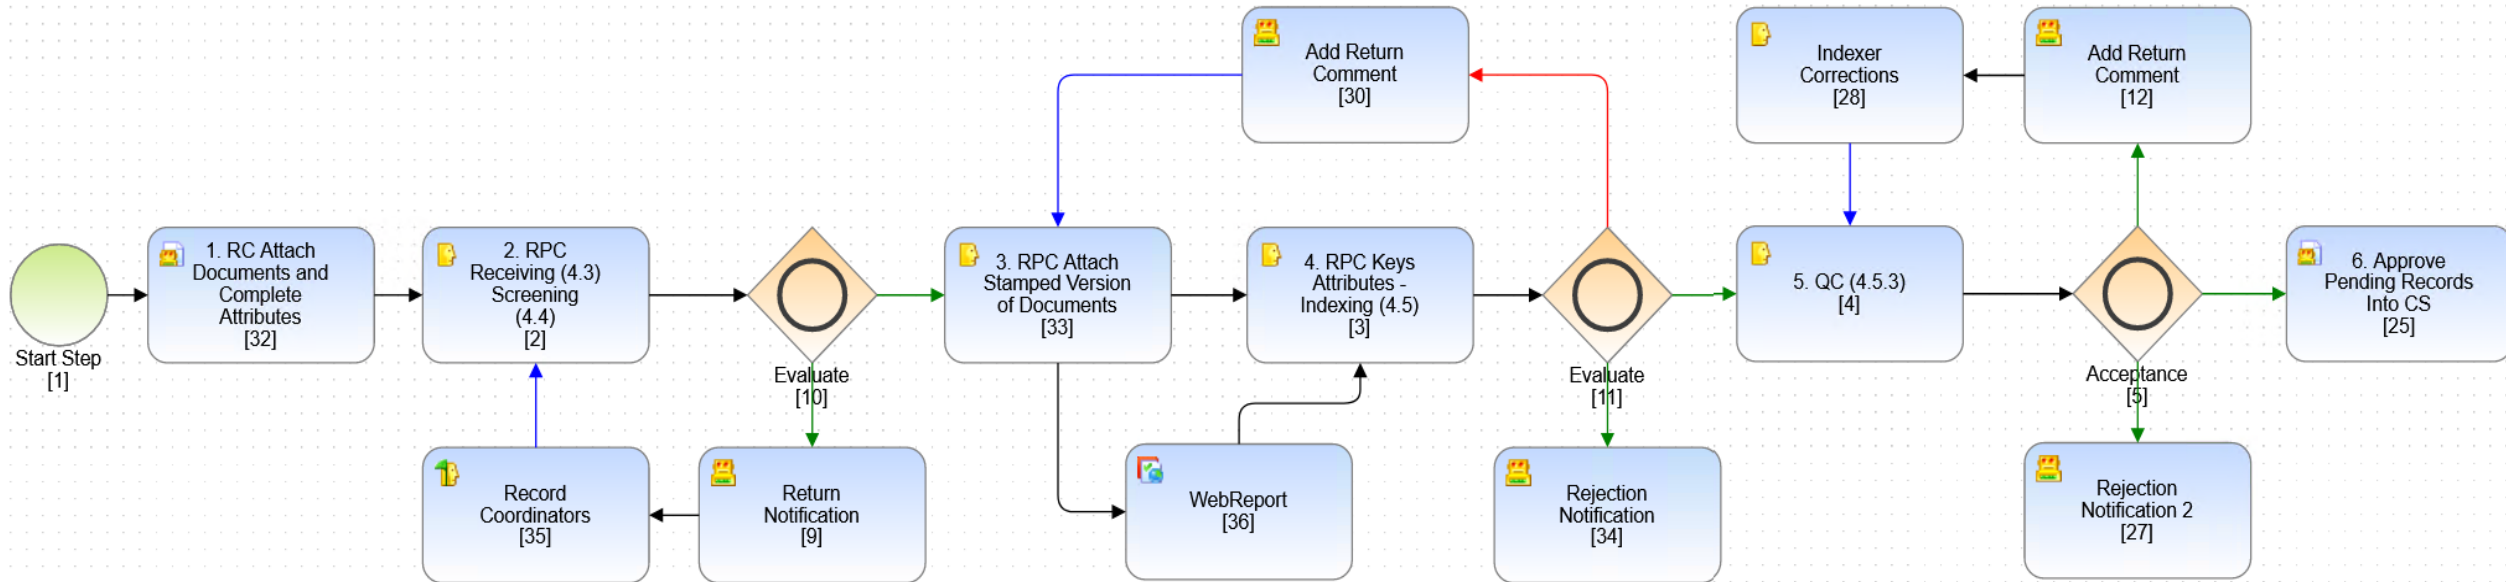 Add Return
Comment
[30]
Indexer
Corrections
[28]
Add Return
Comment
[12]
Start Step
[1]
1. RC Attach
Documents and
Complete
Attributes
[32]
2. RPC
Receiving (4.3)
Screening
(4.4)
[2]
Evaluate
[10]
3. RPC Attach
Stamped Version
of Documents
[33]
4. RPC Keys
Attributes -
Indexing (4.5)
[3]
Evaluate
[11]
5. QC (4.5.3)
[4]
Acceptance
[5]
6. Approve
Pending Records
Into CS
[25]
Record
Coordinators
[35]
Return
Notification
[9]
WebReport
[36]
Rejection
Notification
[34]
Rejection
Notification 2
[27]